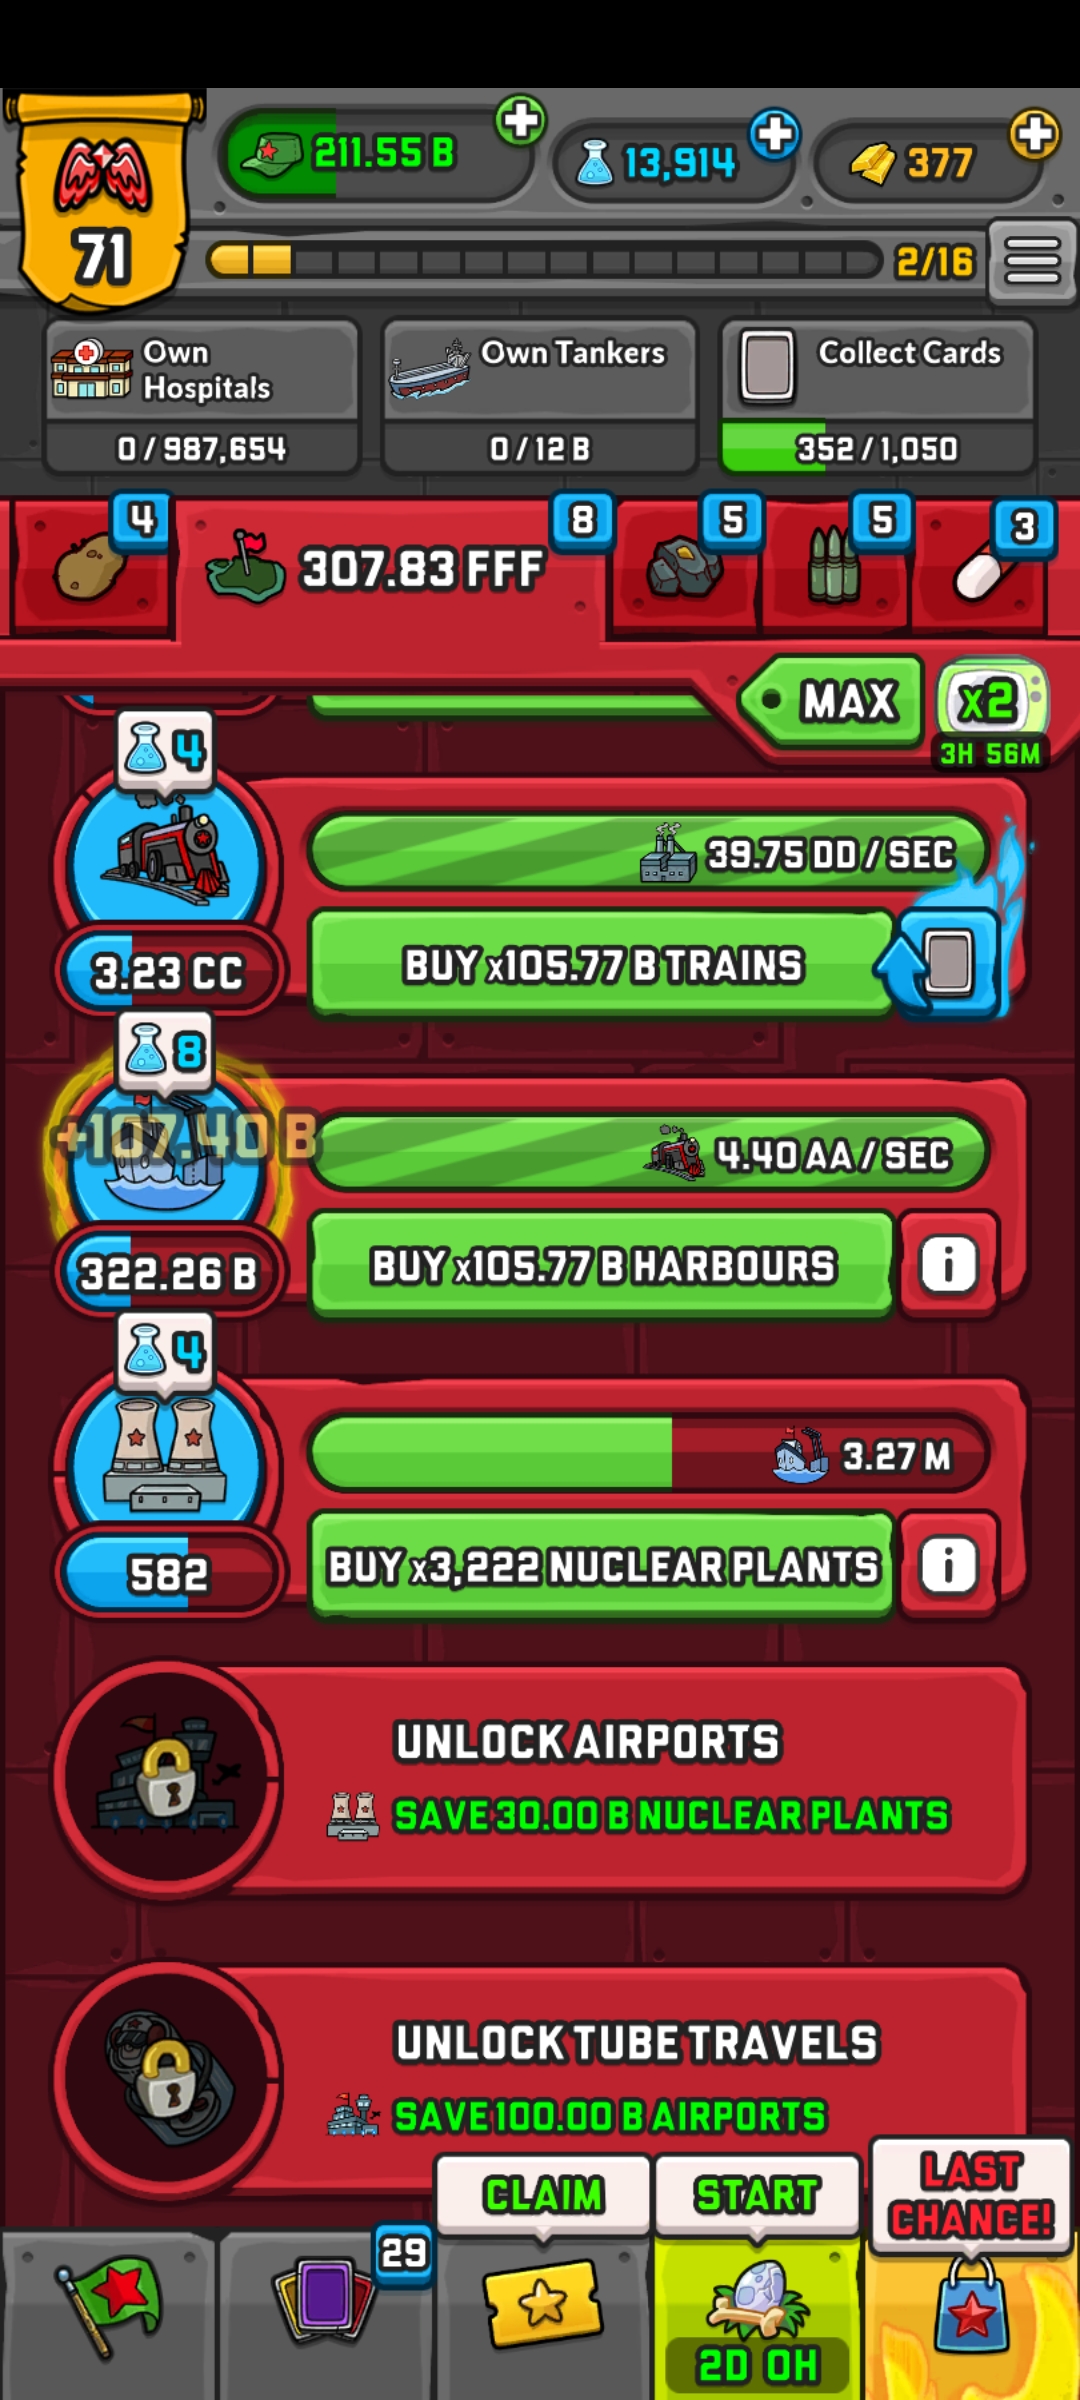 71
211.55 B
13,914
377
2/16
Own
Hospitals
0 / 987,654
Own Tankers
0 / 12 B
Collect Cards
352 / 1,050
4
307.83 FFF
8
5
5
3
MAX
x2
3H 56M
4
39.75 DD / SEC
3.23 CC
BUY x105.77 B TRAINS
8
+107.40 B
4.40 AA / SEC
322.26 B
BUY x105.77 B HARBOURS
i
4
3.27 M
582
BUY x3,222 NUCLEAR PLANTS
i
UNLOCK AIRPORTS
SAVE 30.00 B NUCLEAR PLANTS
UNLOCK TUBE TRAVELS
SAVE 100.00 B AIRPORTS
CLAIM
START
LAST
CHANCE!
29
2D 0H